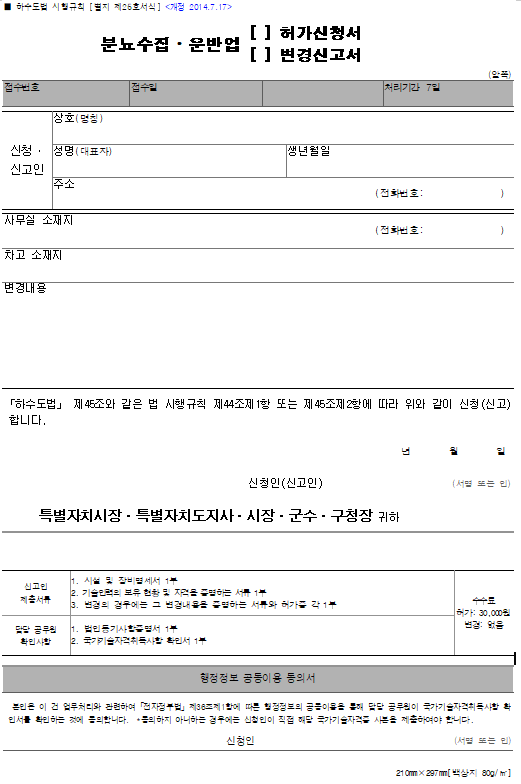 ■ 하수도법 시행규칙 [별지 제26호서식] <개정 2014.7.17>
분뇨수집ㆍ운반업 [ ] 허가신청서
[ ] 변경신고서
(앞쪽)
접수번호 접수일 처리기간 7일
신청ㆍ
신고인
상호(명칭)
성명(대표자) 생년월일
주소
(전화번호: )
사무실 소재지
(전화번호: )
차고 소재지
변경내용
「하수도법」 제45조와 같은 법 시행규칙 제44조제1항 또는 제45조제2항에 따라 위와 같이 신청(신고)
합니다.
년 월 일
신청인(신고인) (서명 또는 인)
특별자치시장ㆍ특별자치도지사ㆍ시장ㆍ군수ㆍ구청장 귀하
신고인
제출서류
1. 시설 및 장비명세서 1부
2. 기술인력의 보유 현황 및 자격을 증명하는 서류 1부
3. 변경의 경우에는 그 변경내용을 증명하는 서류와 허가증 각 1부
수수료
허가: 30,000원
변경: 없음
담당 공무원
확인사항
1. 법인등기사항증명서 1부
2. 국가기술자격취득사항 확인서 1부
행정정보 공동이용 동의서
본인은 이 건 업무처리와 관련하여 「전자정부법」 제36조제1항에 따른 행정정보의 공동이용을 통해 담당 공무원이 국가기술자격취득사항 확
인서를 확인하는 것에 동의합니다. *동의하지 아니하는 경우에는 신청인이 직접 해당 국가기술자격증 사본을 제출하여야 합니다.
신청인 (서명 또는 인)
210mm×297mm[백상지 80g/㎡]